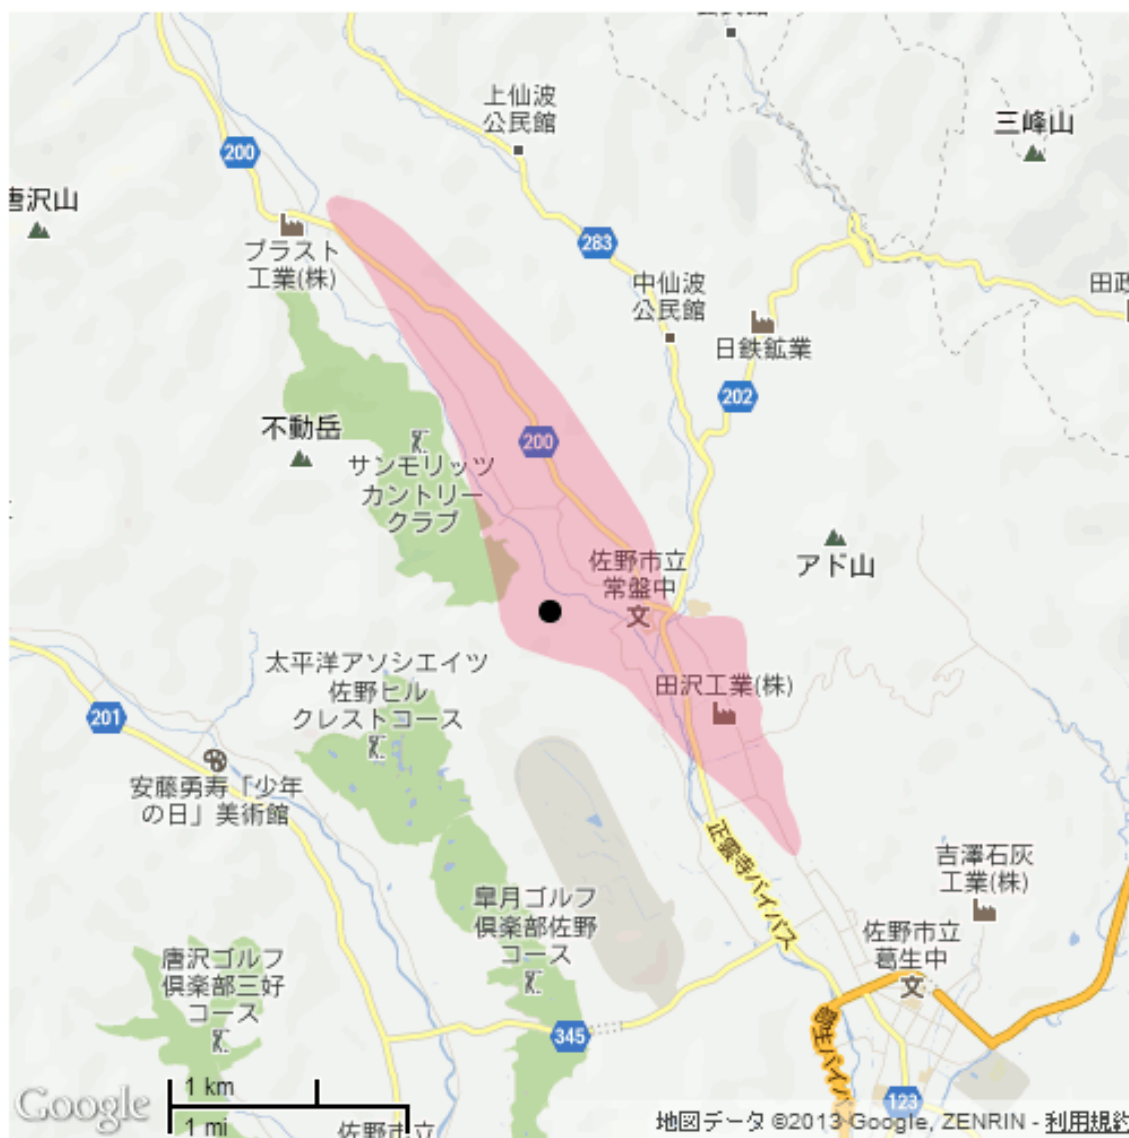 上仙波
公民館
三峰山
200
唐沢山
プラスト
工業(株)
283
中仙波
公民館
田政
日鉄鉱業
202
不動岳
200
サンモリッツ
カントリー
クラブ
佐野市立
常盤中
文
アド山
太平洋アソシエイツ
佐野ヒル
クレストコース
田沢工業(株)
201
安藤勇寿「少年
の日」美術館
正雲寺バイパス
吉澤石灰
工業(株)
皐月ゴルフ
倶楽部佐野
コース
佐野市立
葛生中
文
唐沢ゴルフ
倶楽部三好
コース
345
123
Google
1 km
1 mi
佐野市立
地図データ ©2013 Google, ZENRIN - 利用規約